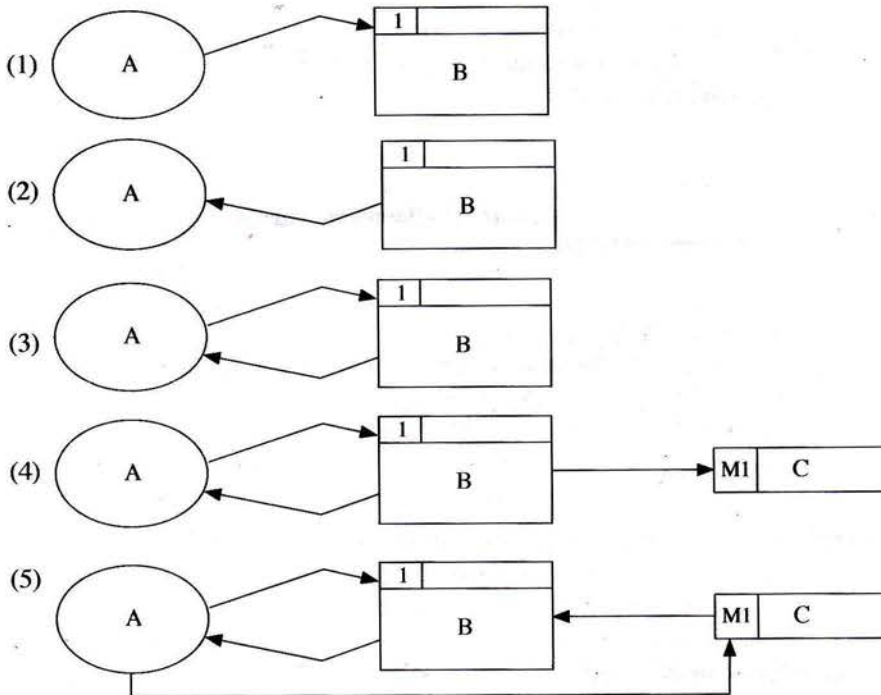 1
(1) A B
1
(2) A B
1
(3) A B
1
(4) A B M1 C
1
(5) A B M1 C